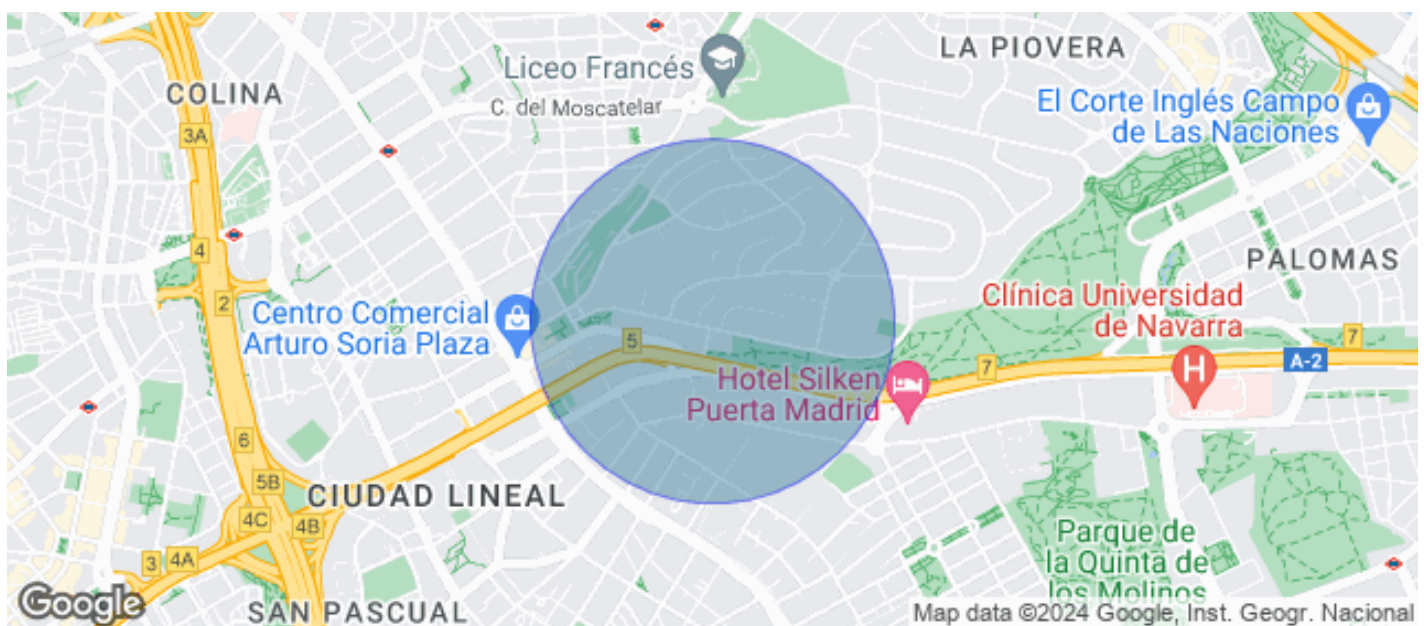 LA PIOVERA
Liceo Francés
COLINA
C. del Moscatelar
El Corte Inglés Campo
de Las Naciones
3A
4
2
PALOMAS
Clínica Universidad
de Navarra
Centro Comercial
Arturo Soria Plaza
5
7
7
A-2
H
Hotel Silken
Puerta Madrid
6
5B
CIUDAD LINEAL
4C
4B
3
4A
Parque de
la Quinta de
los Molinos
Google
SAN PASCUAL
Map data ©2024 Google, Inst. Geogr. Nacional